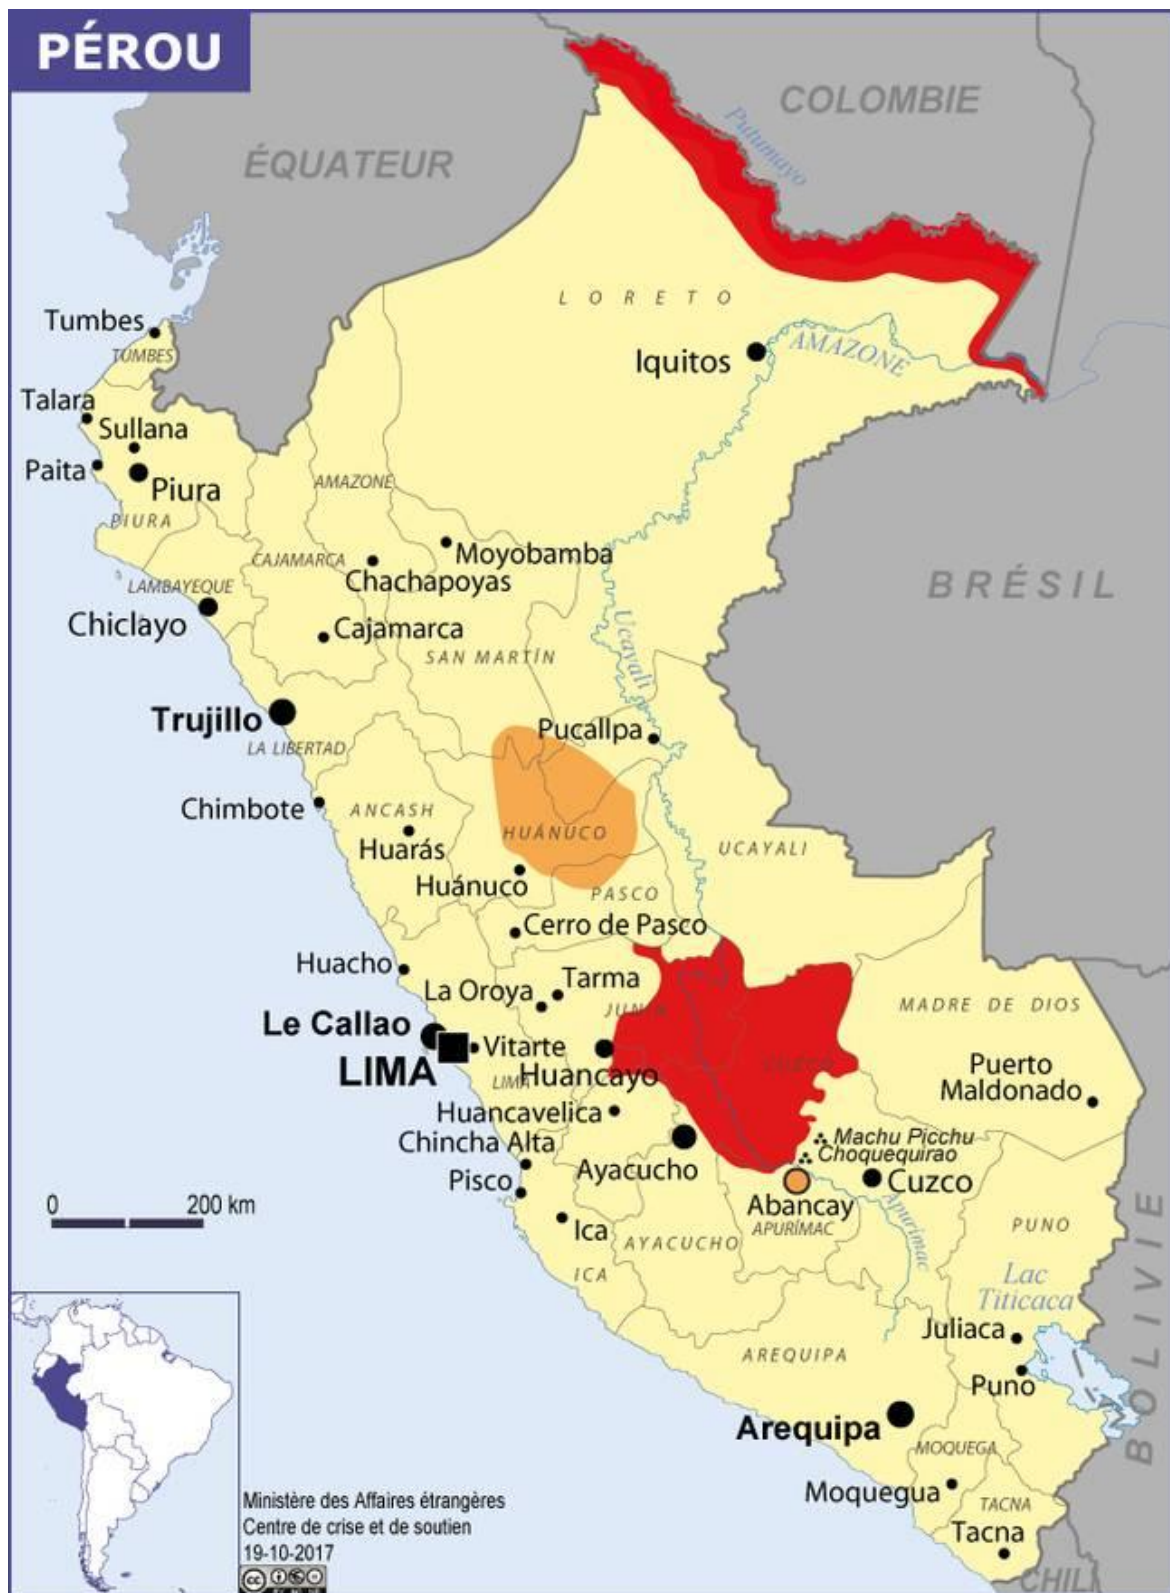 PÉROU
COLOMBIE
Putumayo
ÉQUATEUR
LORETO
Tumbes
TUMBES
Iquitos
AMAZONE
Talara
Sullana
Paita
Piura
PIURA
AMAZONE
Moyobamba
CAJAMARCA
Chachapoyas
LAMBAYEQUE
BRÉSIL
Chiclayo
Cajamarca
Ucayali
SAN MARTÍN
Trujillo
Pucallpa
LA LIBERTAD
Chimbote
ANCASH
HUÁNUCO
Huarás
UCAYALI
Huánuco
PASCO
Cerro de Pasco
Huacho
Tarma
La Oroya
JUNIN
MADRE DE DIOS
Le Callao
Vitarte
LIMA
LIMA
Huancayo
CUZCO
Puerto
Maldonado
Huancavelica
Chincha Alta
Machu Picchu
Choquequirao
Ayacucho
Pisco
Cuzco
0 200 km
Abancay
APURÍMAC
Apurimac
Ica
AYACUCHO
PUNO
ICA
Lac
Titicaca
BOLIVIE
Juliaca
AREQUIPA
Puno
Arequipa
MOQUEGA
Moquegua
TACNA
Tacna
CHILI
Ministère des Affaires étrangères
Centre de crise et de soutien
19-10-2017
cc